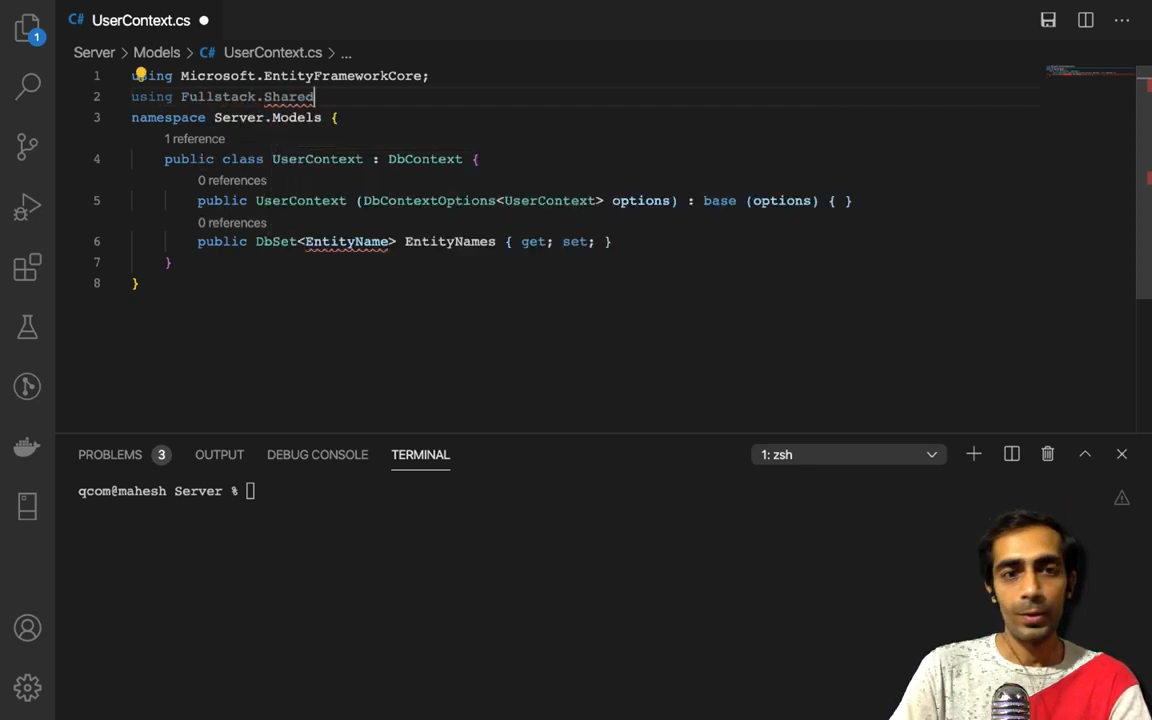 UserContext.cs
Server > Models > UserContext.cs > ...
1 using Microsoft.EntityFrameworkCore;
2 using Fullstack.Shared
3 namespace Server.Models {
1 reference
4 public class UserContext : DbContext {
0 references
5 public UserContext (DbContextOptions<UserContext> options) : base (options) { }
0 references
6 public DbSet<EntityName> EntityNames { get; set; }
7 }
8 }
PROBLEMS 3 OUTPUT DEBUG CONSOLE TERMINAL 1: zsh
qcom@mahesh Server %